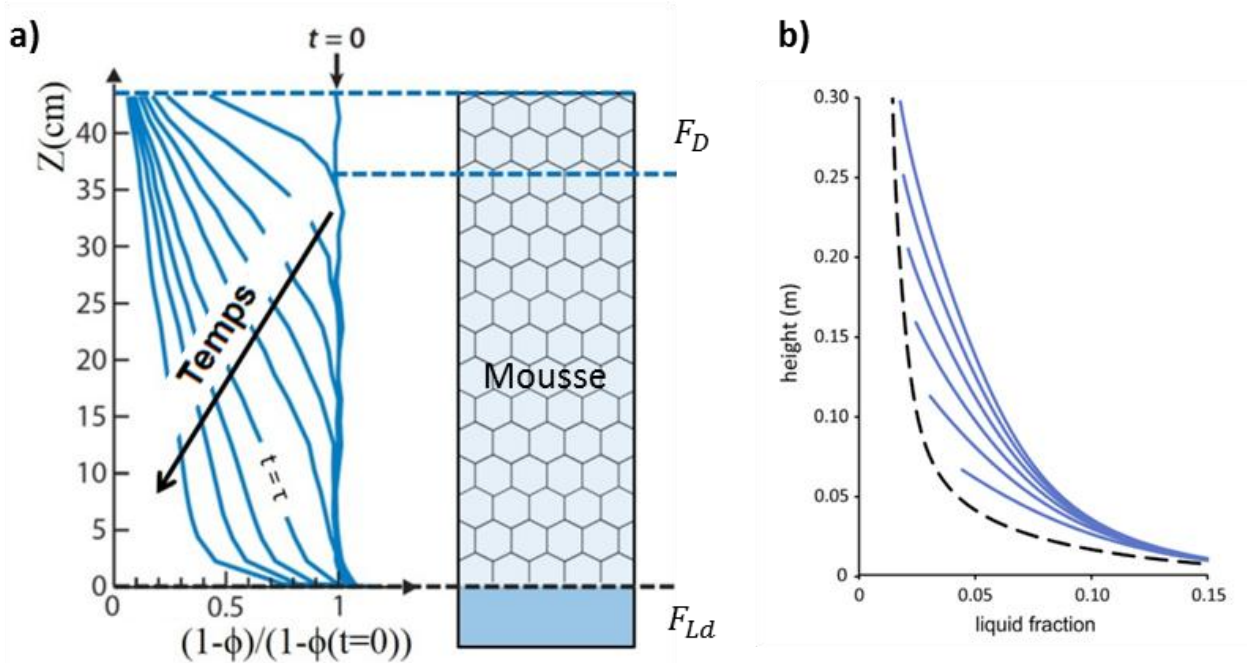 a)
t = 0
Z(cm)
40
35
30
25
20
15
10
5
0
0
0.5
1
(1-ϕ)/(1-ϕ(t=0))
Temps
t = τ
Mousse
F_D
F_Ld
b)
0.30
0.25
0.20
0.15
0.10
0.05
0
0
0.05
0.10
0.15
height (m)
liquid fraction